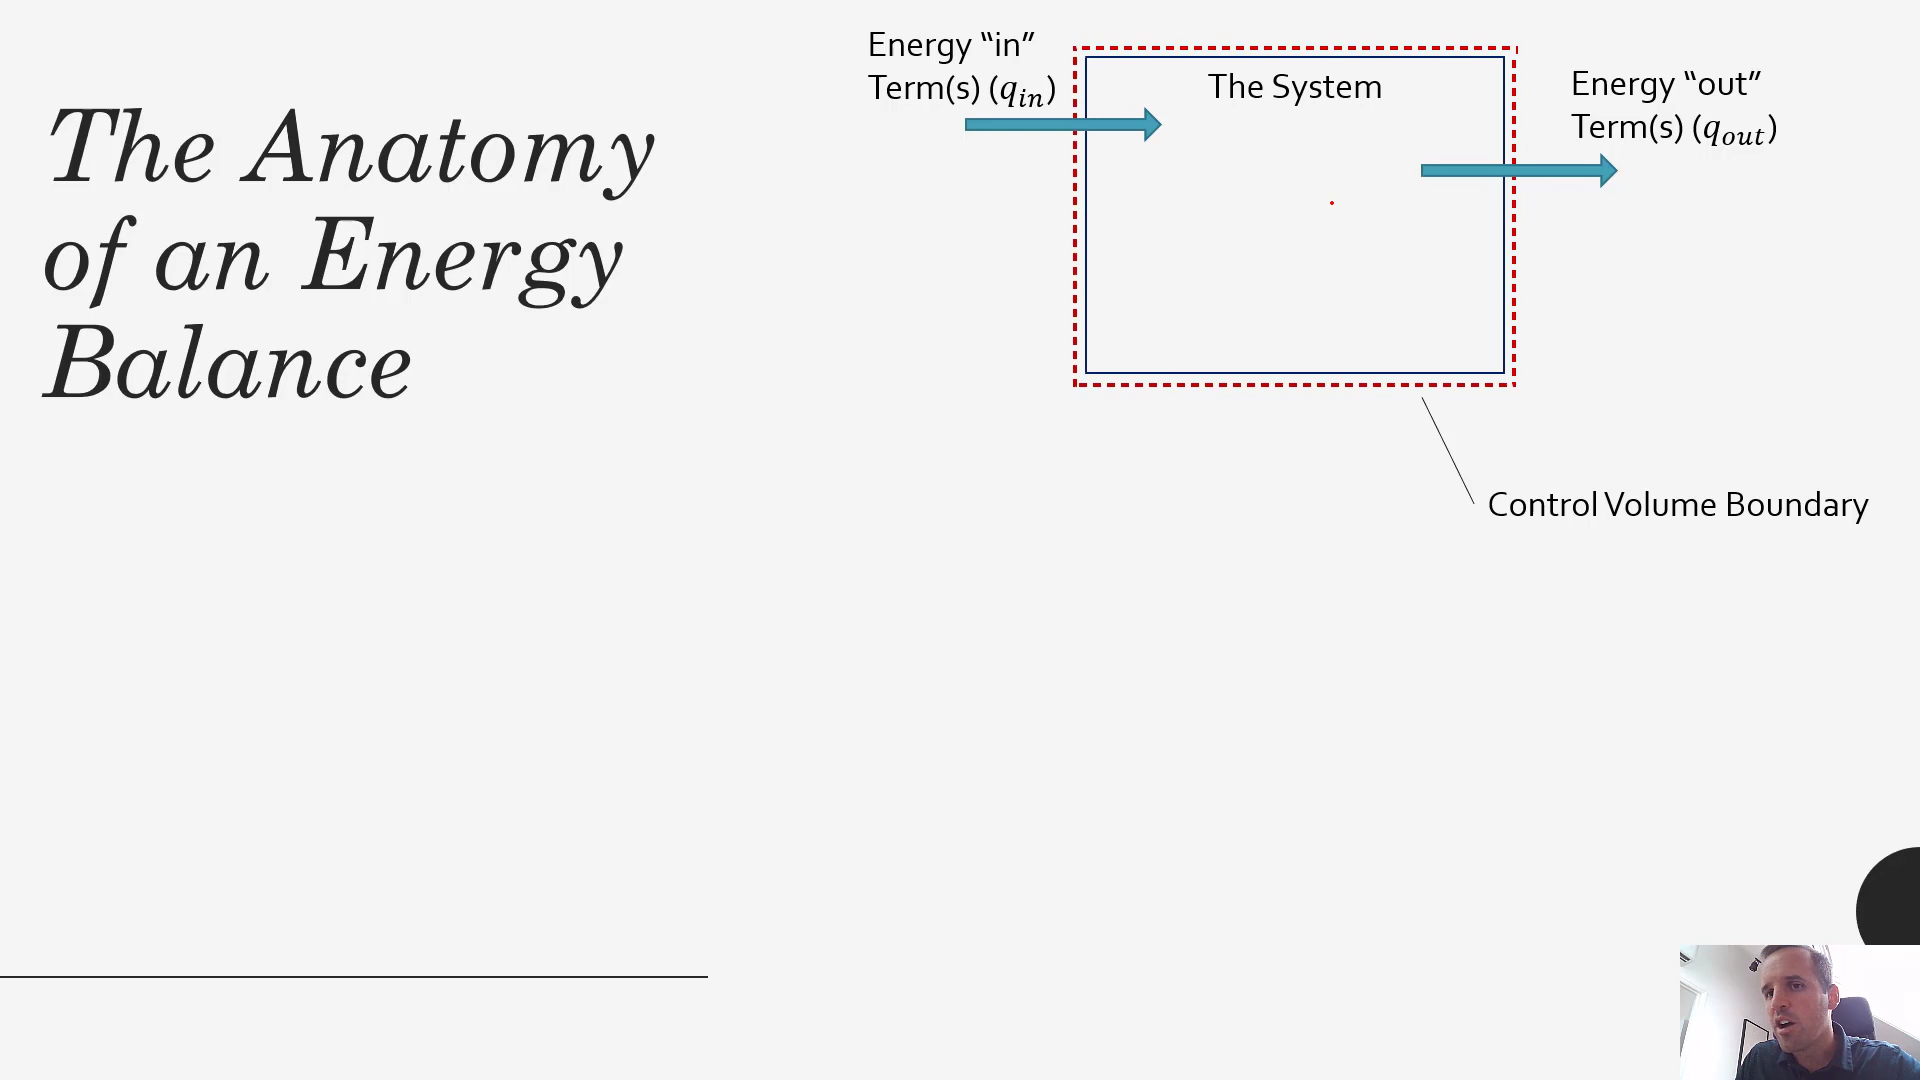 The Anatomy
of an Energy
Balance
Energy “in”
Term(s) (q_in)
The System
Energy “out”
Term(s) (q_out)
Control Volume Boundary